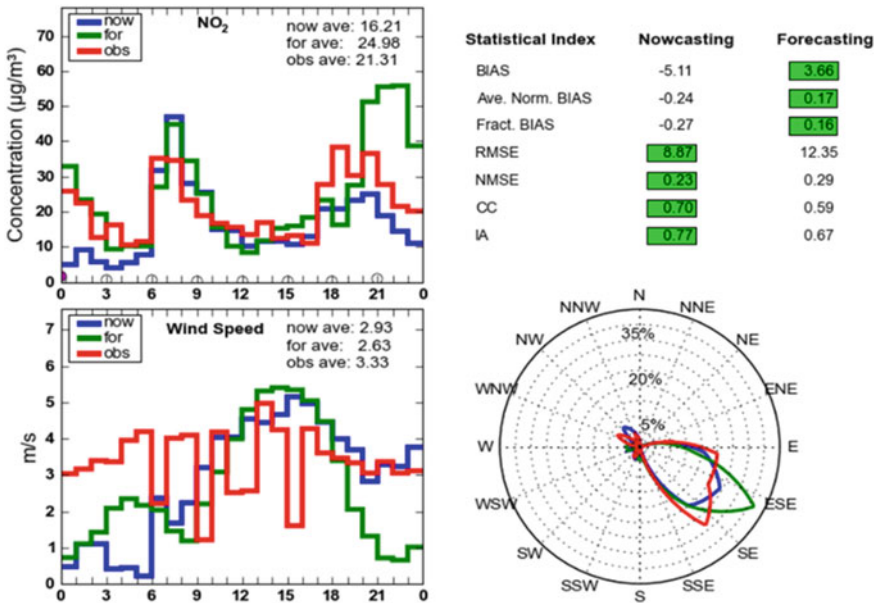 NO₂
now
for
obs
now ave: 16.21
for ave: 24.98
obs ave: 21.31
Concentration (μg/m³)
70
60
50
40
30
20
10
0
0 3 6 9 12 15 18 21 0
Statistical Index Nowcasting Forecasting
BIAS -5.11 3.66
Ave. Norm. BIAS -0.24 0.17
Fract. BIAS -0.27 0.16
RMSE 8.87 12.35
NMSE 0.23 0.29
CC 0.70 0.59
IA 0.77 0.67
Wind Speed
now
for
obs
now ave: 2.93
for ave: 2.63
obs ave: 3.33
m/s
7
6
5
4
3
2
1
0
0 3 6 9 12 15 18 21 0
N
NNW NNE
NW NE
WNW ENE
W E
WSW ESE
SW SE
SSW SSE
S
35%
20%
5%